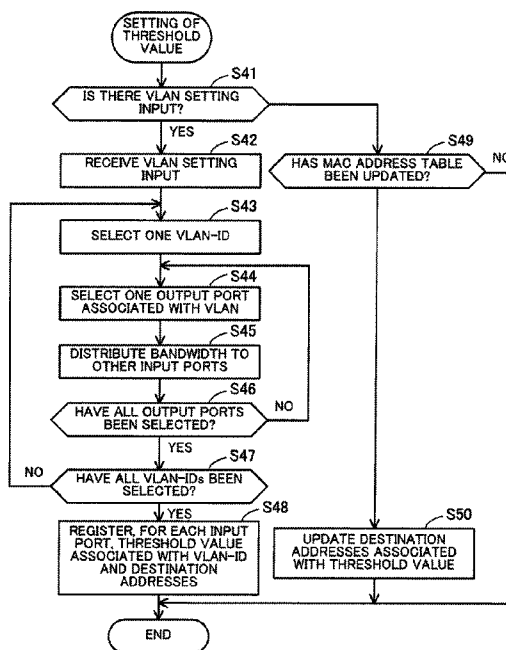 SETTING OF
THRESHOLD
VALUE
S41
IS THERE VLAN SETTING
INPUT?
YES
S42
RECEIVE VLAN SETTING
INPUT
S49
HAS MAC ADDRESS TABLE
BEEN UPDATED?
NO
S43
SELECT ONE VLAN-ID
S44
SELECT ONE OUTPUT PORT
ASSOCIATED WITH VLAN
S45
DISTRIBUTE BANDWIDTH TO
OTHER INPUT PORTS
S46
HAVE ALL OUTPUT PORTS
BEEN SELECTED?
NO
YES
S47
NO
HAVE ALL VLAN-IDs BEEN
SELECTED?
YES
S48
REGISTER, FOR EACH INPUT
PORT, THRESHOLD VALUE
ASSOCIATED WITH VLAN-ID
AND DESTINATION
ADDRESSES
S50
UPDATE DESTINATION
ADDRESSES ASSOCIATED
WITH THRESHOLD VALUE
END